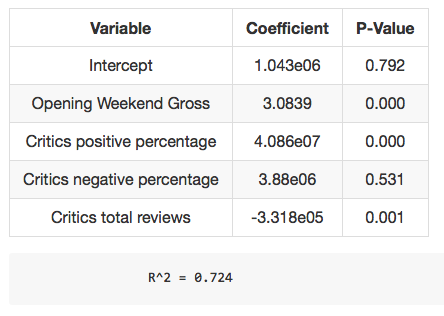 Variable Coefficient P-Value
Intercept 1.043e06 0.792
Opening Weekend Gross 3.0839 0.000
Critics positive percentage 4.086e07 0.000
Critics negative percentage 3.88e06 0.531
Critics total reviews -3.318e05 0.001
R^2 = 0.724